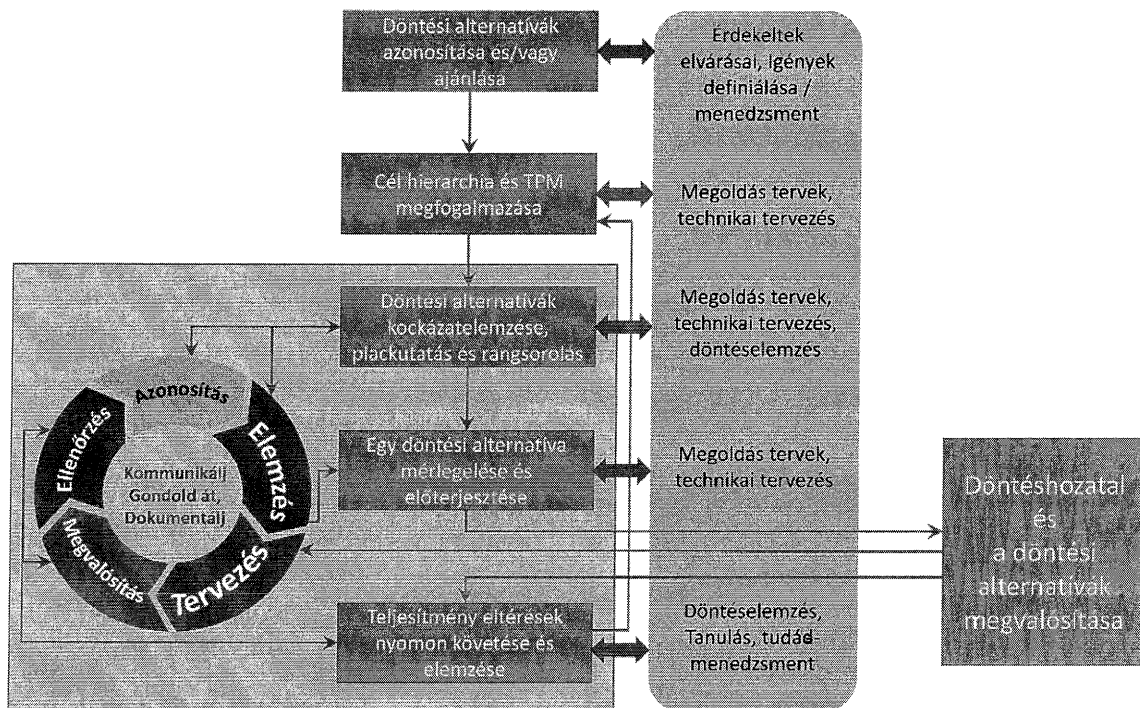 Döntési alternatívák
azonosítása és/vagy
ajánlása
Érdekeltek
elvárásai, igények
definiálása /
menedzsment
Cél hierarchia és TPM
megfogalmazása
Megoldás tervek,
technikai tervezés
Döntési alternatívák
kockázatelemzése,
plackutatás és rangsorolás
Megoldás tervek,
technikai tervezés,
döntéselemzés
Azonosítás
Elemzés
Tervezés
Megvalósítás
Ellenőrzés
Kommunikálj
Gondold át,
Dokumentálj
Egy döntési alternatíva
mérlegelése és
előterjesztése
Megoldás tervek,
technikai tervezés
Döntéshozatal
és
a döntési
alternatívák
megvalósítása
Teljesítmény eltérések
nyomon követése és
elemzése
Döntéselemzés,
Tanulás, tudás-
menedzsment